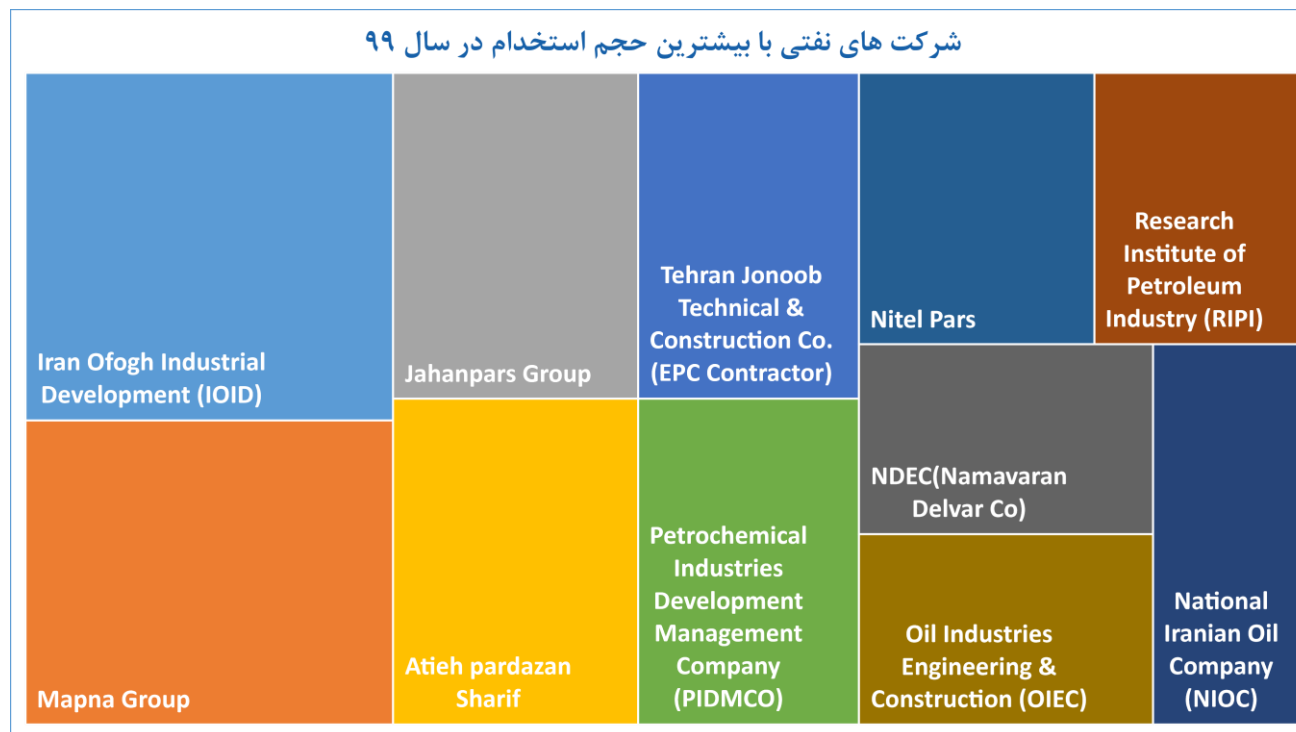 شرکت های نفتی با بیشترین حجم استخدام در سال ۹۹
Iran Ofogh Industrial
Development (IOID)
Mapna Group
Jahanpars Group
Atieh pardazan
Sharif
Tehran Jonoob
Technical &
Construction Co.
(EPC Contractor)
Petrochemical
Industries
Development
Management
Company
(PIDMCO)
Nitel Pars
Research
Institute of
Petroleum
Industry (RIPI)
NDEC(Namavaran
Delvar Co)
Oil Industries
Engineering &
Construction (OIEC)
National
Iranian Oil
Company
(NIOC)